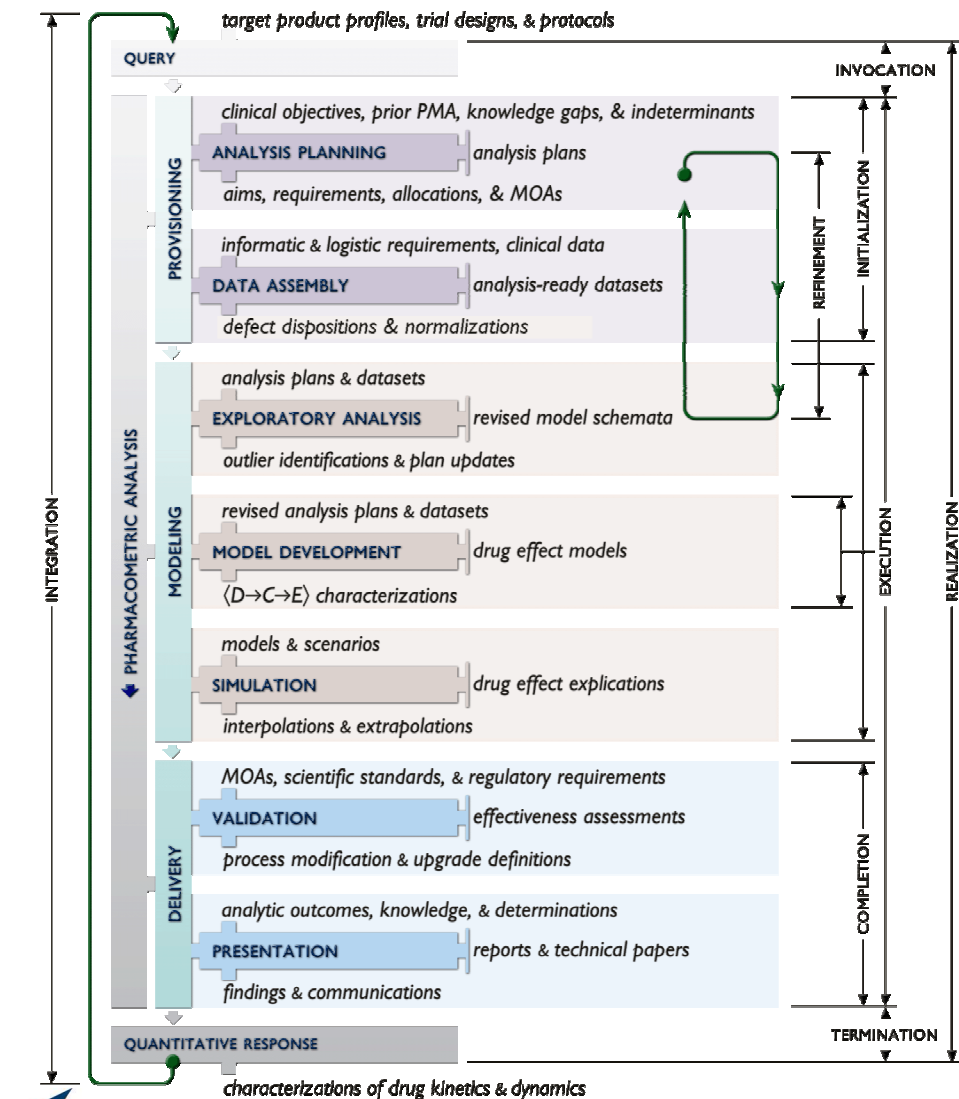 target product profiles, trial designs, & protocols
QUERY
INVOCATION
clinical objectives, prior PMA, knowledge gaps, & indeterminants
ANALYSIS PLANNING
analysis plans
aims, requirements, allocations, & MOAs
PROVISIONING
informatic & logistic requirements, clinical data
DATA ASSEMBLY
analysis-ready datasets
defect dispositions & normalizations
REFINEMENT
INITIALIZATION
analysis plans & datasets
EXPLORATORY ANALYSIS
revised model schemata
outlier identifications & plan updates
INTEGRATION
PHARMACOMETRIC ANALYSIS
MODELING
revised analysis plans & datasets
MODEL DEVELOPMENT
drug effect models
⟨D→C→E⟩ characterizations
EXECUTION
REALIZATION
models & scenarios
SIMULATION
drug effect explications
interpolations & extrapolations
MOAs, scientific standards, & regulatory requirements
VALIDATION
effectiveness assessments
process modification & upgrade definitions
DELIVERY
COMPLETION
analytic outcomes, knowledge, & determinations
PRESENTATION
reports & technical papers
findings & communications
QUANTITATIVE RESPONSE
TERMINATION
characterizations of drug kinetics & dynamics